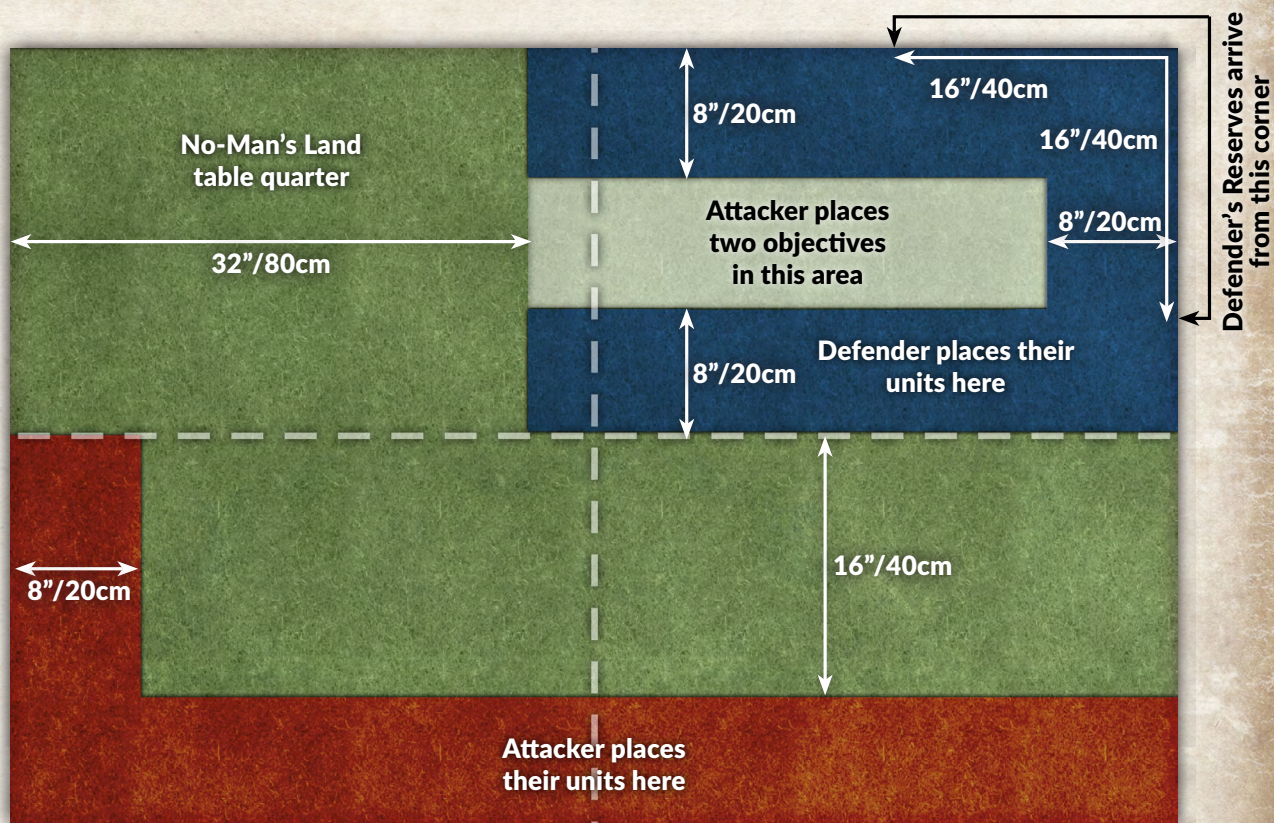 No-Man’s Land
table quarter
32”/80cm
8”/20cm
16”/40cm
16”/40cm
8”/20cm
Attacker places
two objectives
in this area
8”/20cm
Defender places their
units here
Defender’s Reserves arrive
from this corner
8”/20cm
16”/40cm
Attacker places
their units here